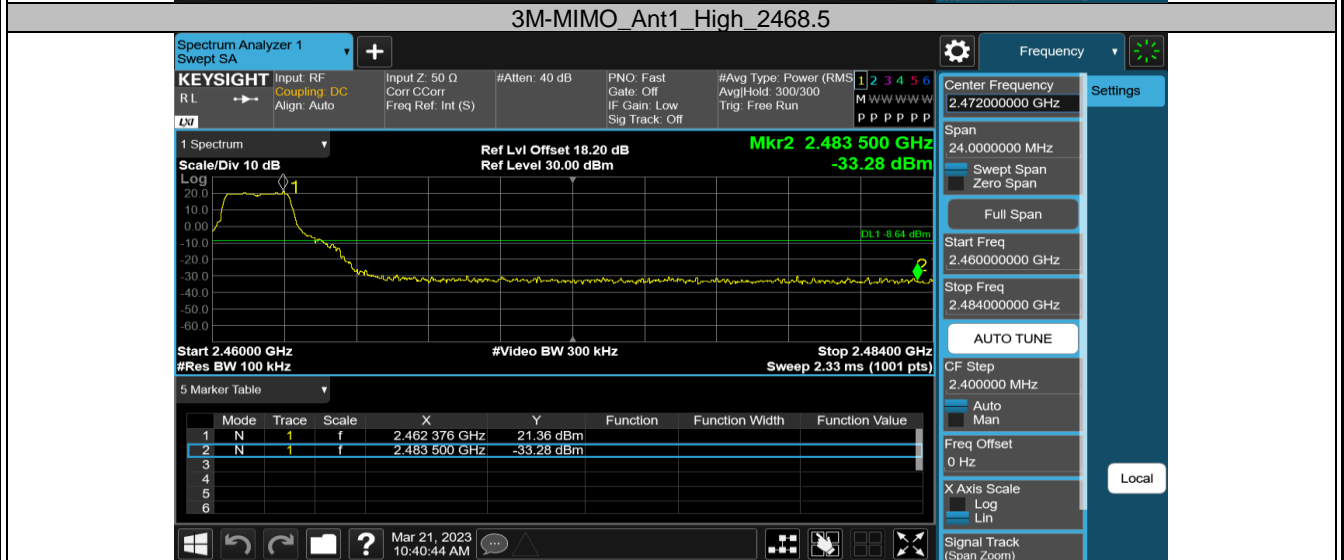 3M-MIMO_Ant1_High_2468.5
Spectrum Analyzer 1
Swept SA
+
Frequency
KEYSIGHT
Input: RF
Input Z: 50 Ω
#Atten: 40 dB
PNO: Fast
#Avg Type: Power (RMS
1 2 3 4 5 6
R L
Coupling: DC
Corr CCorr
Gate: Off
Avg|Hold: 300/300
M W W W W W
Align: Auto
Freq Ref: Int (S)
IF Gain: Low
Trig: Free Run
Sig Track: Off
P P P P P P
LXI
1 Spectrum
Ref Lvl Offset 18.20 dB
Mkr2 2.483 500 GHz
Scale/Div 10 dB
Ref Level 30.00 dBm
-33.28 dBm
Log
1
20.0
10.0
0.00
DL1 -8.64 dBm
-10.0
-20.0
2
-30.0
-40.0
-50.0
-60.0
Start 2.46000 GHz
#Video BW 300 kHz
Stop 2.48400 GHz
#Res BW 100 kHz
Sweep 2.33 ms (1001 pts)
5 Marker Table
Mode Trace Scale X Y Function Function Width Function Value
1 N 1 f 2.462 376 GHz 21.36 dBm
2 N 1 f 2.483 500 GHz -33.28 dBm
3
4
5
6
Center Frequency
2.472000000 GHz
Settings
Span
24.0000000 MHz
Swept Span
Zero Span
Full Span
Start Freq
2.460000000 GHz
Stop Freq
2.484000000 GHz
AUTO TUNE
CF Step
2.400000 MHz
Auto
Man
Freq Offset
0 Hz
Local
X Axis Scale
Log
Lin
Signal Track
(Span Zoom)
?
Mar 21, 2023
10:40:44 AM